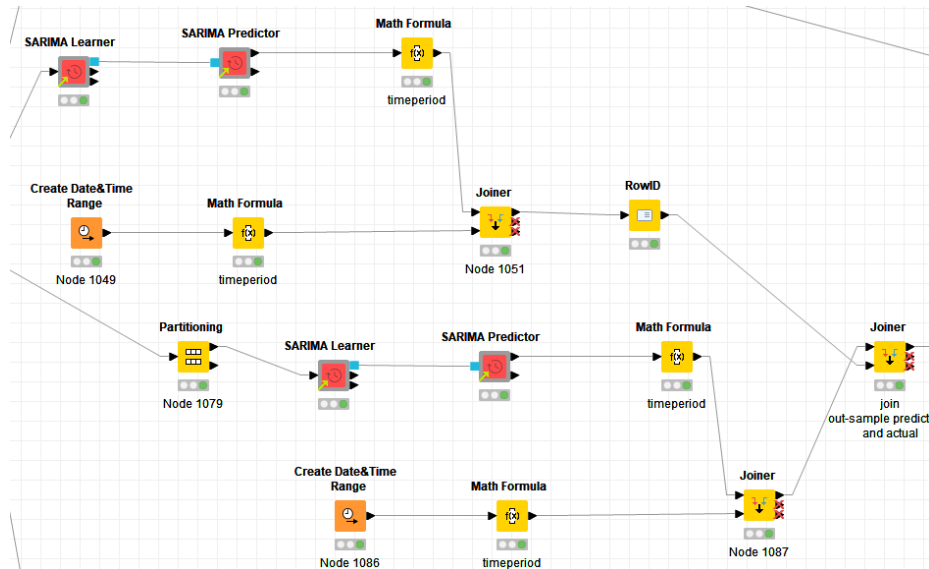 SARIMA Learner
SARIMA Predictor
Math Formula
f(x)
timeperiod
Create Date&Time
Range
Node 1049
Math Formula
f(x)
timeperiod
Joiner
Node 1051
RowID
Partitioning
Node 1079
SARIMA Learner
SARIMA Predictor
Math Formula
f(x)
timeperiod
Joiner
join
out-sample predict
and actual
Create Date&Time
Range
Node 1086
Math Formula
f(x)
timeperiod
Joiner
Node 1087